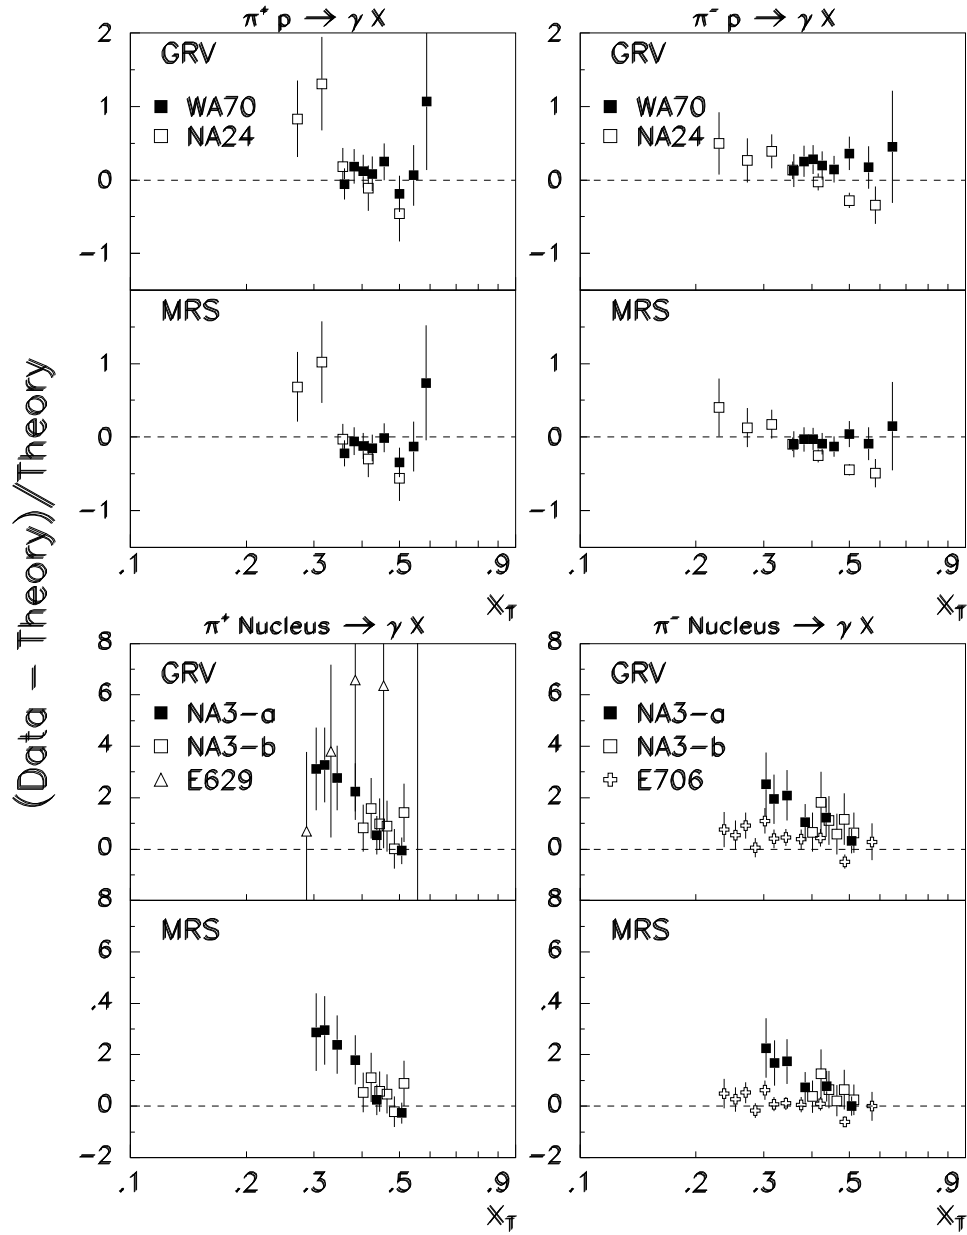 π⁺ p → γ X
π⁻ p → γ X
2
GRV
GRV
WA70
WA70
1
1
NA24
NA24
0
0
-1
-1
MRS
MRS
1
1
0
0
-1
-1
.1 .2 .3 .5 .9
.1 .2 .3 .5 .9
X_T
X_T
(Data - Theory)/Theory
π⁺ Nucleus → γ X
π⁻ Nucleus → γ X
8
8
GRV
GRV
6
6
NA3-a
NA3-a
NA3-b
NA3-b
4
4
E629
E706
2
2
0
0
8
8
MRS
MRS
6
6
.4
.4
2
2
0
0
-2
-2
.1 .2 .3 .5 .9
.1 .2 .3 .5 .9
X_T
X_T